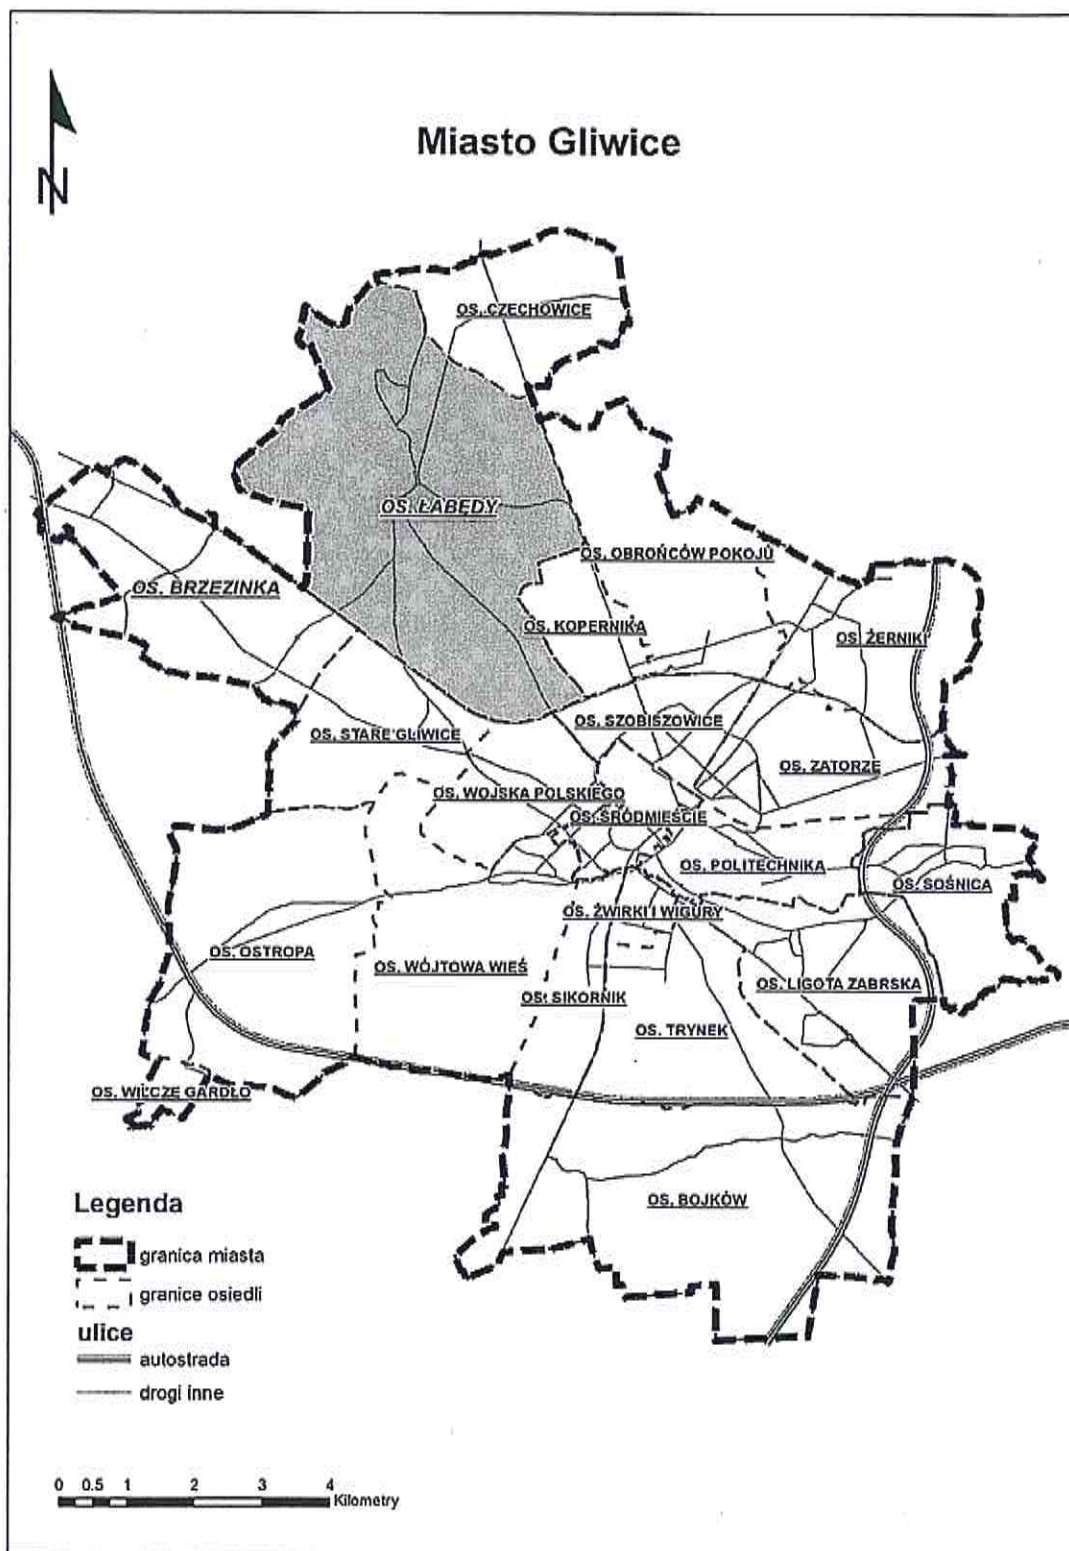 Miasto Gliwice
N
OS. CZECHOWICE
OS. ŁABĘDY
OS. OBROŃCÓW POKOJU
OS. BRZEZINKA
OS. KOPERNIKA
OS. ŻERNIKI
OS. SZOBISZOWICE
OS. STARE GLIWICE
OS. ZATORZE
OS. WOJSKA POLSKIEGO
OS. ŚRÓDMIEŚCIE
OS. POLITECHNIKA
OS. SOŚNICA
OS. ŻWIRKI I WIGURY
OS. OSTROPA
OS. WÓJTOWA WIEŚ
OS. LIGOTA ZABRSKA
OS. SIKORNIK
OS. TRYNEK
OS. WILCZE GARDŁO
OS. BOJKÓW
Legenda
granica miasta
granice osiedli
ulice
autostrada
drogi inne
0 0.5 1 2 3 4
Kilometry